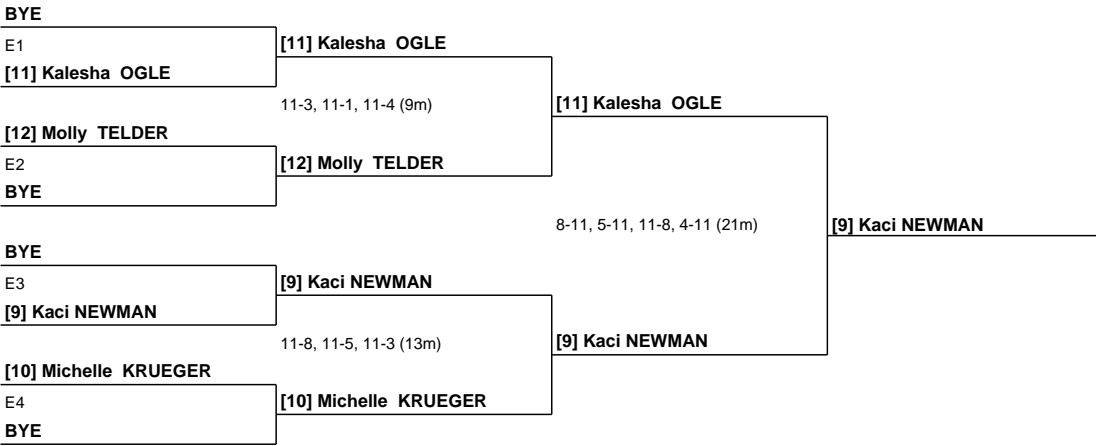 BYE
E1
[11] Kalesha OGLE
[11] Kalesha OGLE
11-3, 11-1, 11-4 (9m)
[11] Kalesha OGLE
[12] Molly TELDER
E2
[12] Molly TELDER
BYE
8-11, 5-11, 11-8, 4-11 (21m)
[9] Kaci NEWMAN
BYE
E3
[9] Kaci NEWMAN
[9] Kaci NEWMAN
11-8, 11-5, 11-3 (13m)
[9] Kaci NEWMAN
[10] Michelle KRUEGER
E4
[10] Michelle KRUEGER
BYE